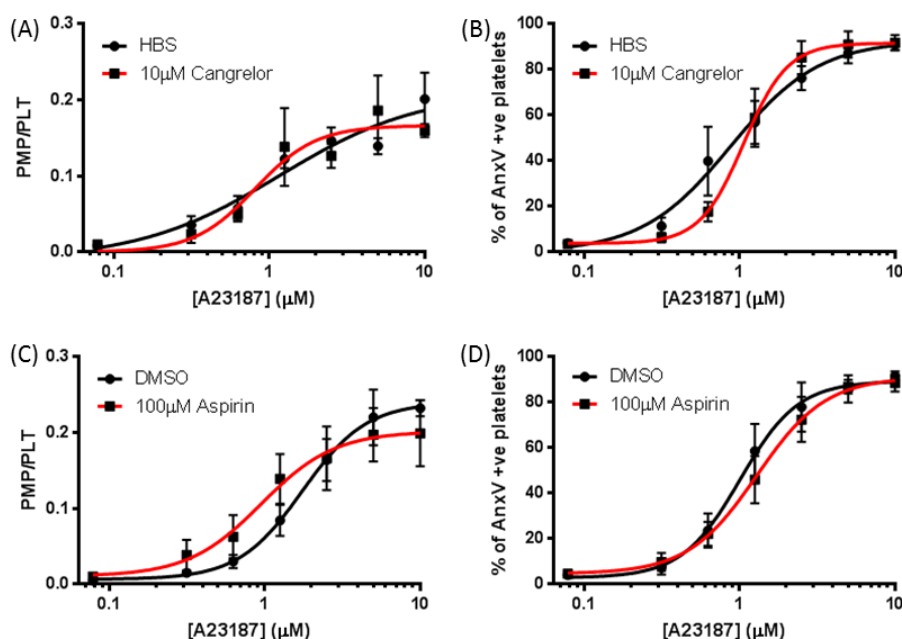 (A)
0.3
0.2
0.1
0.0
PMP/PLT
HBS
10μM Cangrelor
0.1
1
10
[A23187] (μM)
(B)
100
80
60
40
20
0
% of AnxV +ve platelets
HBS
10μM Cangrelor
0.1
1
10
[A23187] (μM)
(C)
0.3
0.2
0.1
0.0
PMP/PLT
DMSO
100μM Aspirin
0.1
1
10
[A23187] (μM)
(D)
100
80
60
40
20
0
% of AnxV +ve platelets
DMSO
100μM Aspirin
0.1
1
10
[A23187] (μM)